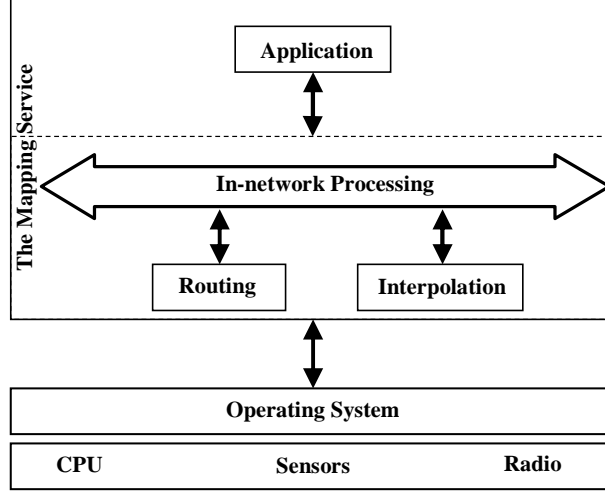 Application
The Mapping Service
In-network Processing
Routing
Interpolation
Operating System
CPU Sensors Radio